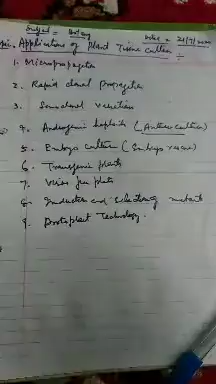 Subject = Botany
Topic. Applications of Plant Tissue culture :-
1. Micropropagation
2. Rapid clonal propagation
3. Somaclonal variation
4. Androgenic haploids (Anther culture)
5. Embryo culture (Embryo rescue)
6. Transgenic plants
7. Virus free plants
8. Induction and selecting mutants
9. Protoplast Technology.